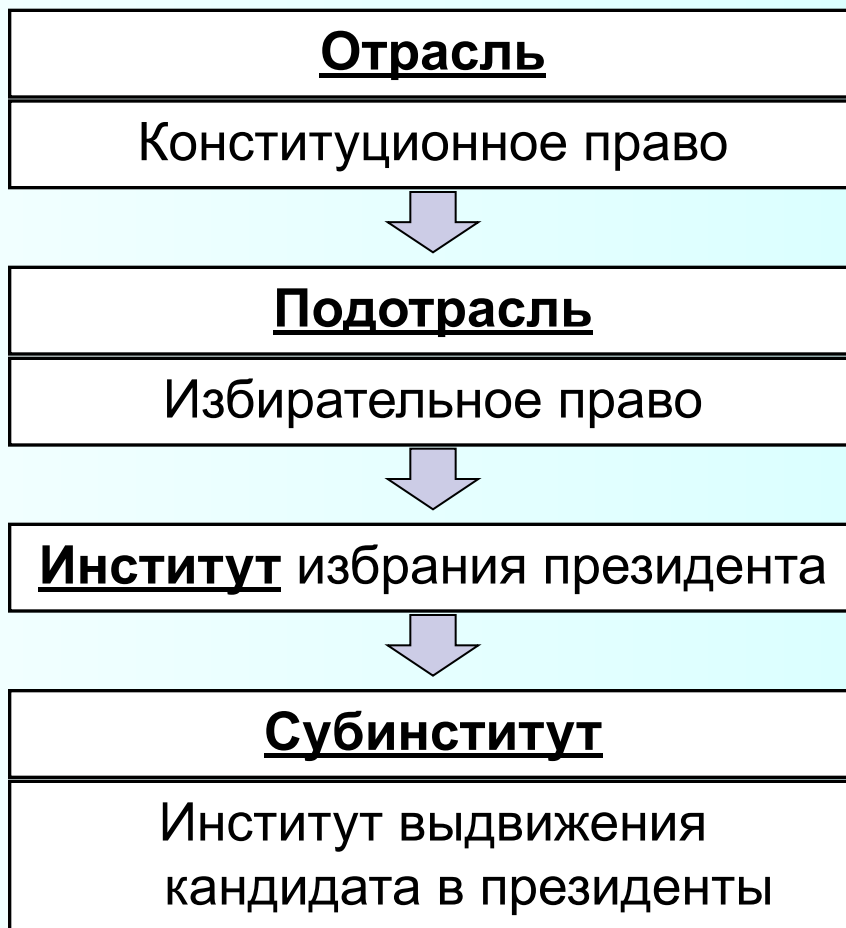 Отрасль
Конституционное право
Подотрасль
Избирательное право
Институт избрания президента
Субинститут
Институт выдвижения
кандидата в президенты